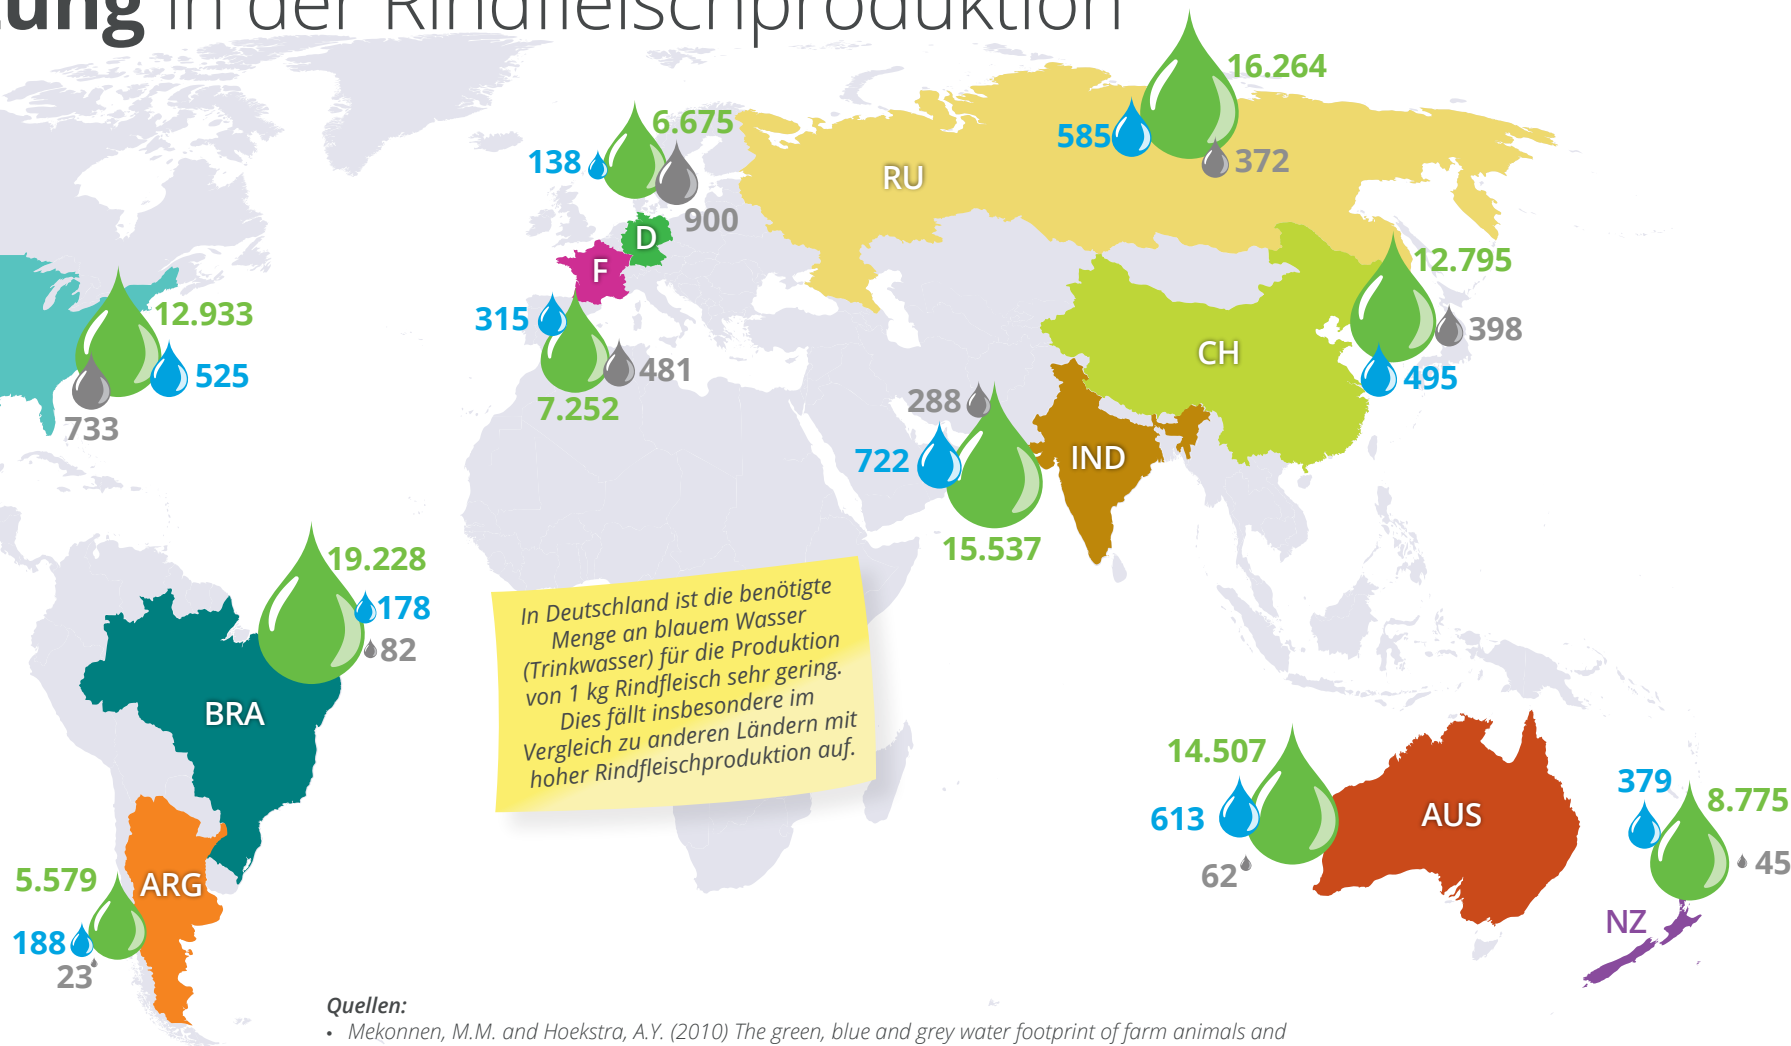 ung in der Rindfleischproduktion
16.264
585
372
RU
6.675
138
900
D
F
315
481
7.252
12.933
525
733
12.795
398
495
CH
288
722
15.537
IND
19.228
178
82
BRA
In Deutschland ist die benötigte
Menge an blauem Wasser
(Trinkwasser) für die Produktion
von 1 kg Rindfleisch sehr gering.
Dies fällt insbesondere im
Vergleich zu anderen Ländern mit
hoher Rindfleischproduktion auf.
14.507
613
62
AUS
379
8.775
45
NZ
5.579
188
23
ARG
Quellen:
• Mekonnen, M.M. and Hoekstra, A.Y. (2010) The green, blue and grey water footprint of farm animals and